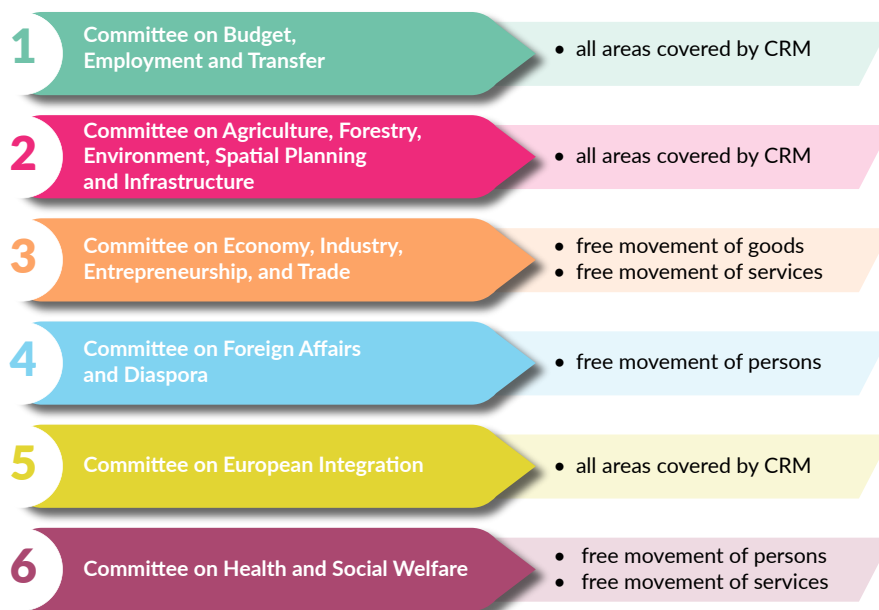 1
Committee on Budget,
Employment and Transfer
• all areas covered by CRM
2
Committee on Agriculture, Forestry,
Environment, Spatial Planning
and Infrastructure
• all areas covered by CRM
3
Committee on Economy, Industry,
Entrepreneurship, and Trade
• free movement of goods
• free movement of services
4
Committee on Foreign Affairs
and Diaspora
• free movement of persons
5
Committee on European Integration
• all areas covered by CRM
6
Committee on Health and Social Welfare
• free movement of persons
• free movement of services